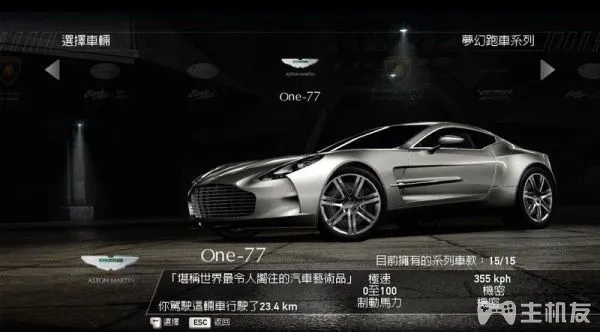 選擇車輛
夢幻跑車系列
ASTON MARTIN
One-77
One-77
ASTON MARTIN
目前擁有的系列車款：15/15
「堪稱世界最令人嚮往的汽車藝術品」
極速 355 kph
0至100 機密
制動馬力 機密
你駕駛這輛車行駛了23.4 km
選擇 ESC 返回
主机友